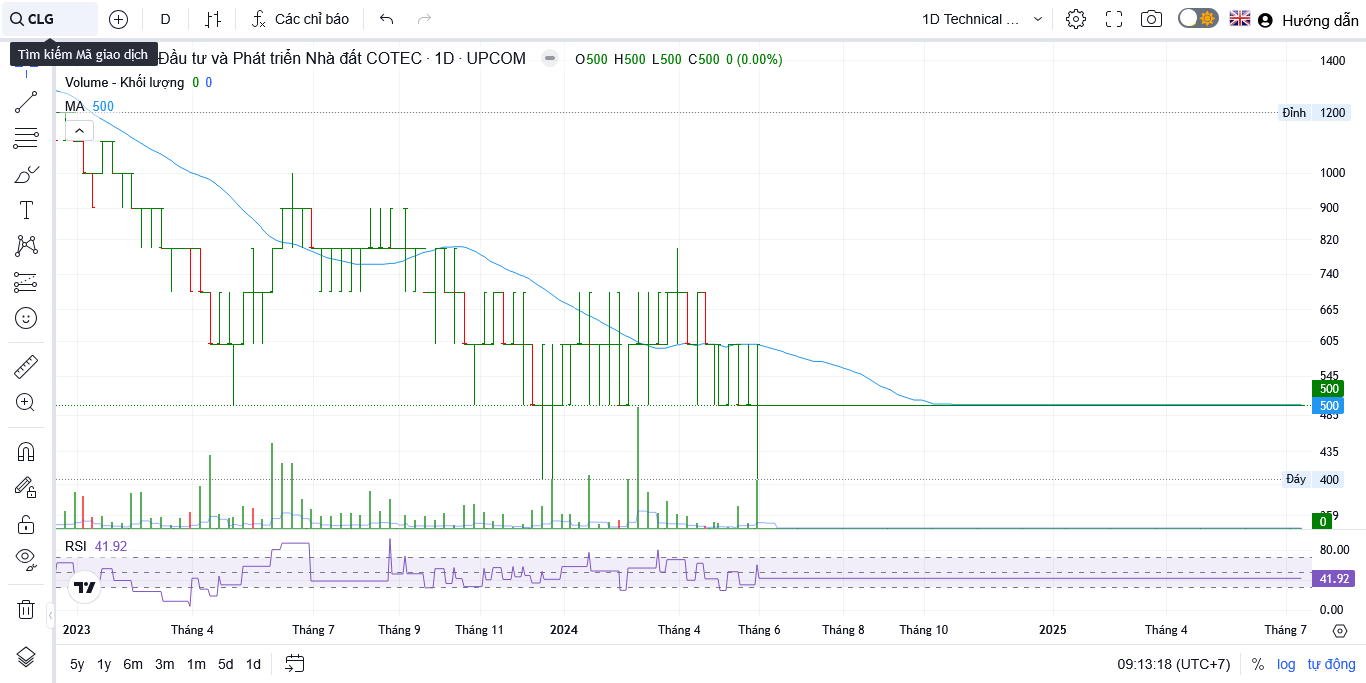 CLG
D
Các chỉ báo
1D Technical ...
Hướng dẫn
Tìm kiếm Mã giao dịch
Đầu tư và Phát triển Nhà đất COTEC · 1D · UPCOM
O500 H500 L500 C500 0 (0.00%)
Volume - Khối lượng 0 0
MA 500
1400
Đỉnh 1200
1000
900
820
740
665
605
545
500
500
485
435
Đáy 400
359
0
RSI 41.92
80.00
41.92
0.00
2023 Tháng 4 Tháng 7 Tháng 9 Tháng 11 2024 Tháng 4 Tháng 6 Tháng 8 Tháng 10 2025 Tháng 4 Tháng 7
5y 1y 6m 3m 1m 5d 1d
09:13:18 (UTC+7) % log tự động